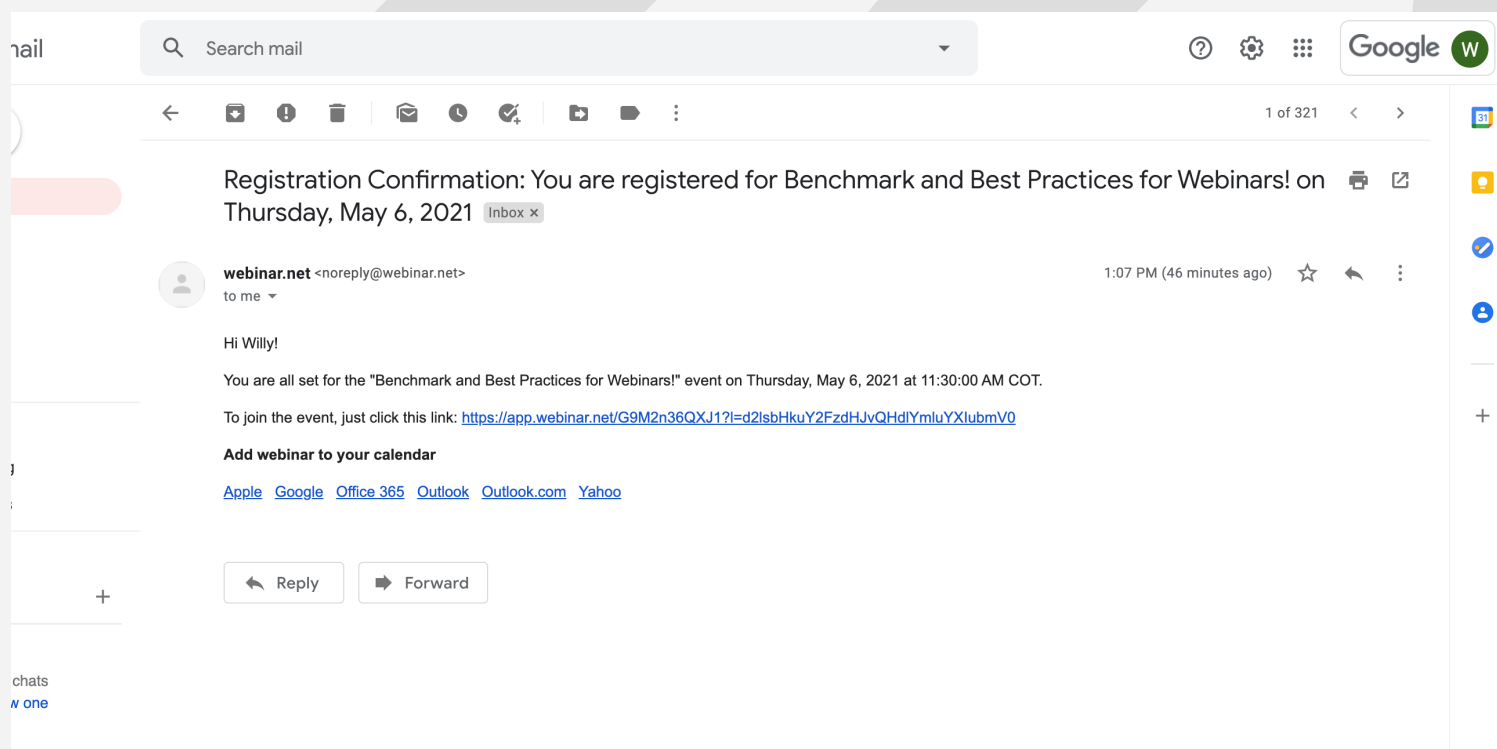 nail
Search mail
Google W
1 of 321
31
Registration Confirmation: You are registered for Benchmark and Best Practices for Webinars! on
Thursday, May 6, 2021 Inbox ×
webinar.net <noreply@webinar.net>
1:07 PM (46 minutes ago)
to me
Hi Willy!
You are all set for the "Benchmark and Best Practices for Webinars!" event on Thursday, May 6, 2021 at 11:30:00 AM COT.
To join the event, just click this link: https://app.webinar.net/G9M2n36QXJ1?l=d2lsbHkuY2FzdHJvQHdlYmluYXIubmV0
Add webinar to your calendar
Apple Google Office 365 Outlook Outlook.com Yahoo
Reply Forward
chats
w one